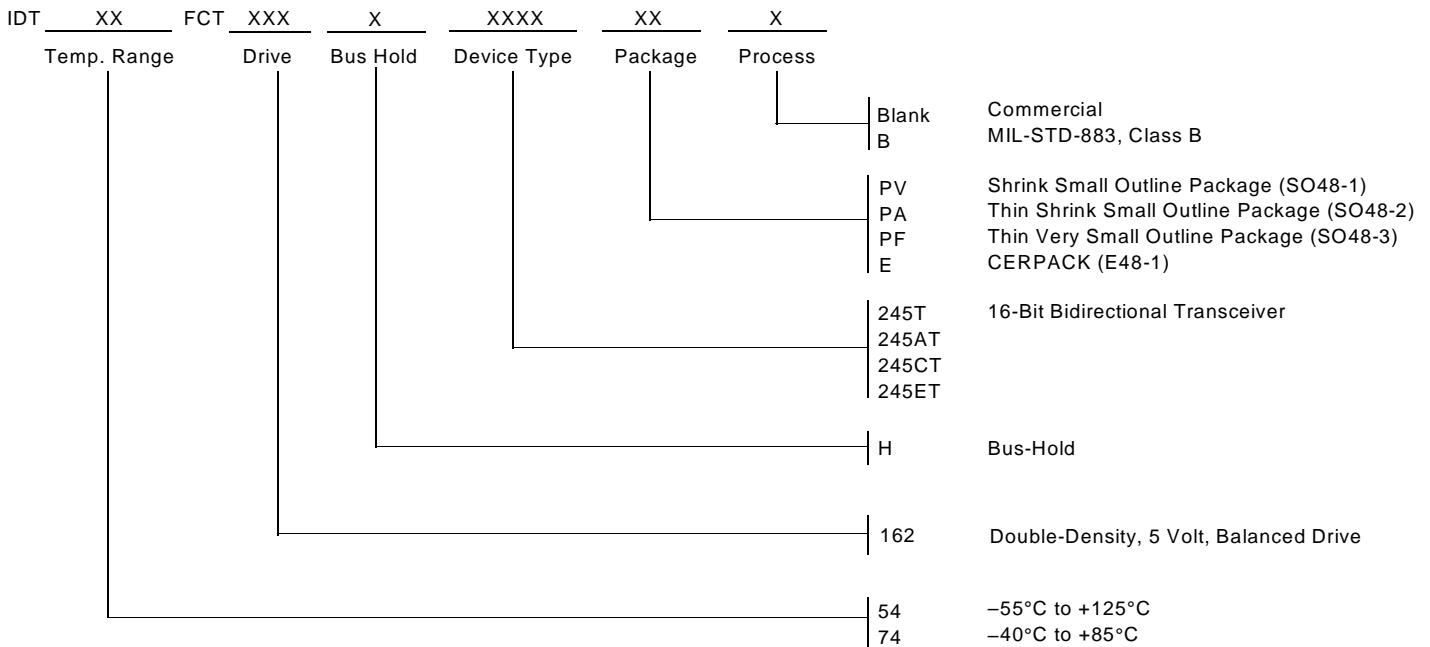 IDT XX FCT XXX X XXXX XX X
Temp. Range Drive Bus Hold Device Type Package Process
Blank Commercial
B MIL-STD-883, Class B
PV Shrink Small Outline Package (SO48-1)
PA Thin Shrink Small Outline Package (SO48-2)
PF Thin Very Small Outline Package (SO48-3)
E CERPACK (E48-1)
245T 16-Bit Bidirectional Transceiver
245AT
245CT
245ET
H Bus-Hold
162 Double-Density, 5 Volt, Balanced Drive
54 –55°C to +125°C
74 –40°C to +85°C